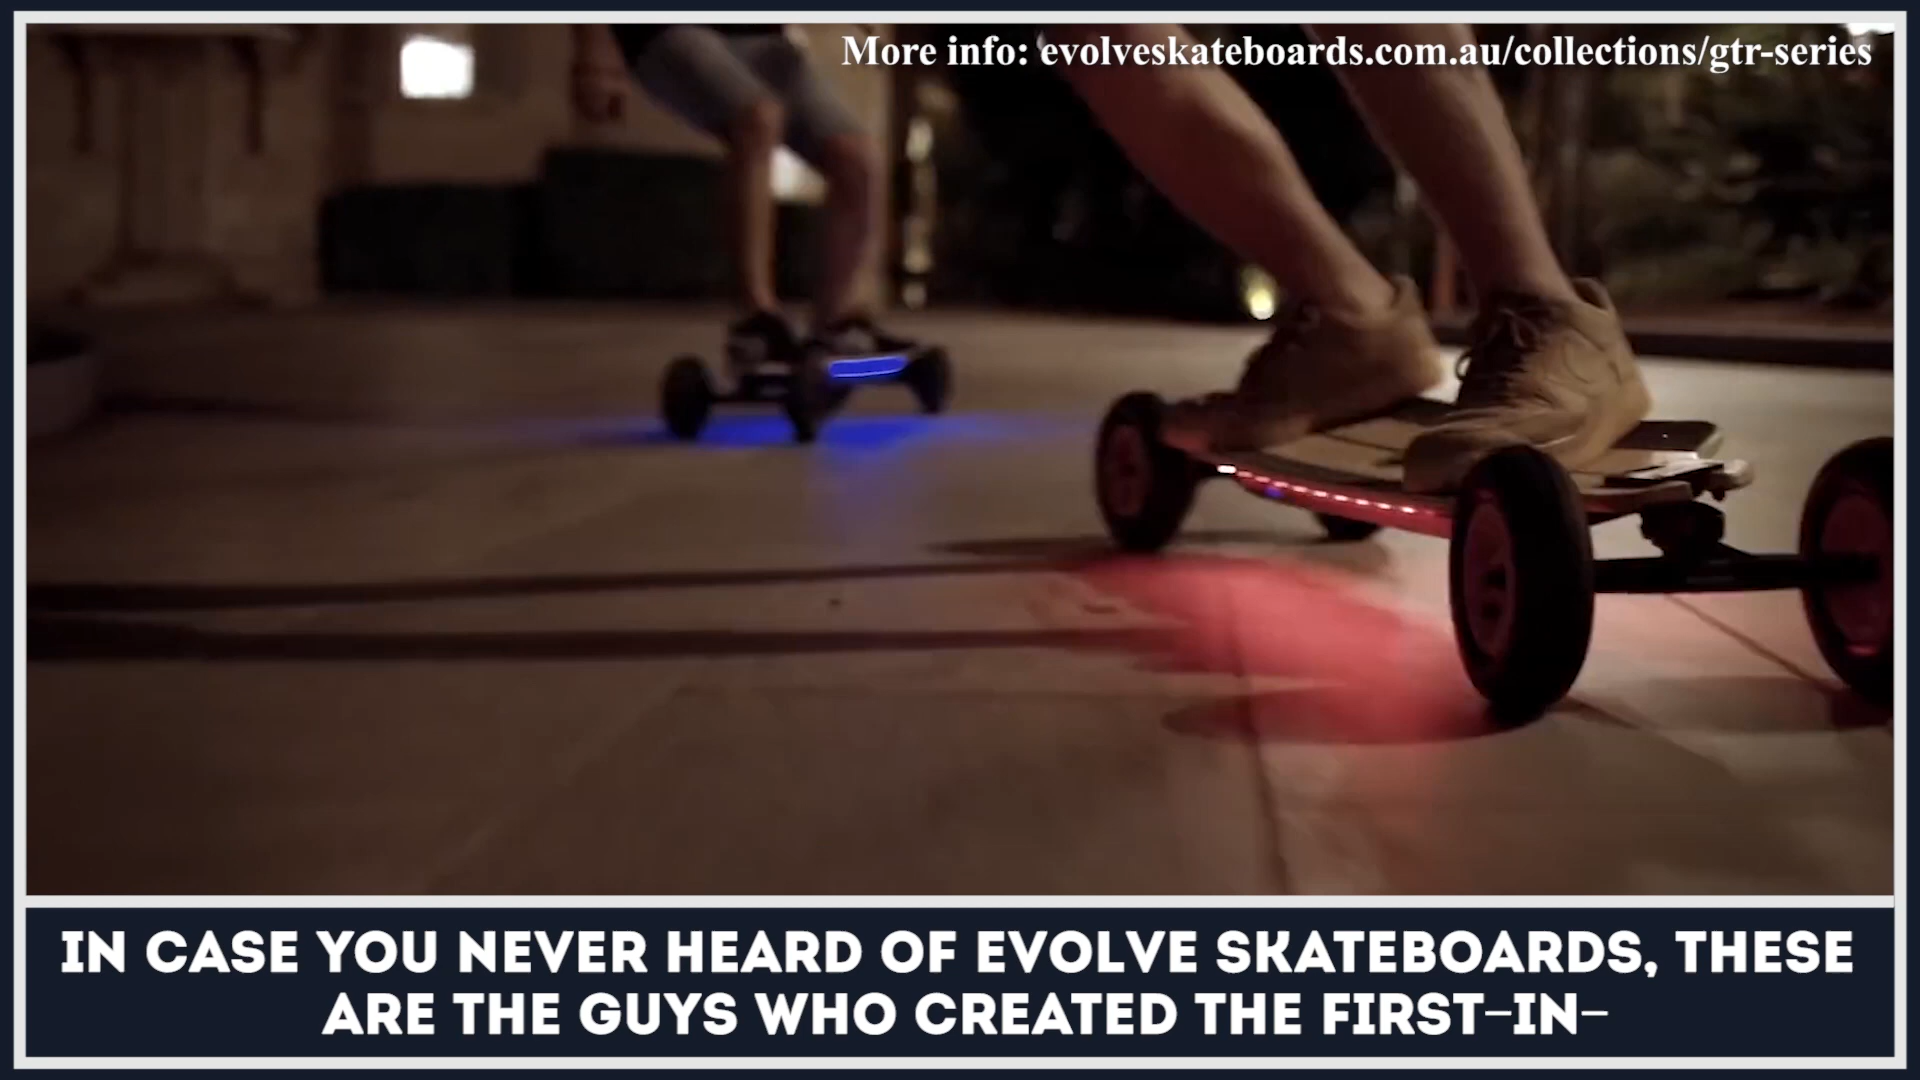 More info: evolveskateboards.com.au/collections/gtr-series
IN CASE YOU NEVER HEARD OF EVOLVE SKATEBOARDS, THESE
ARE THE GUYS WHO CREATED THE FIRST-IN-